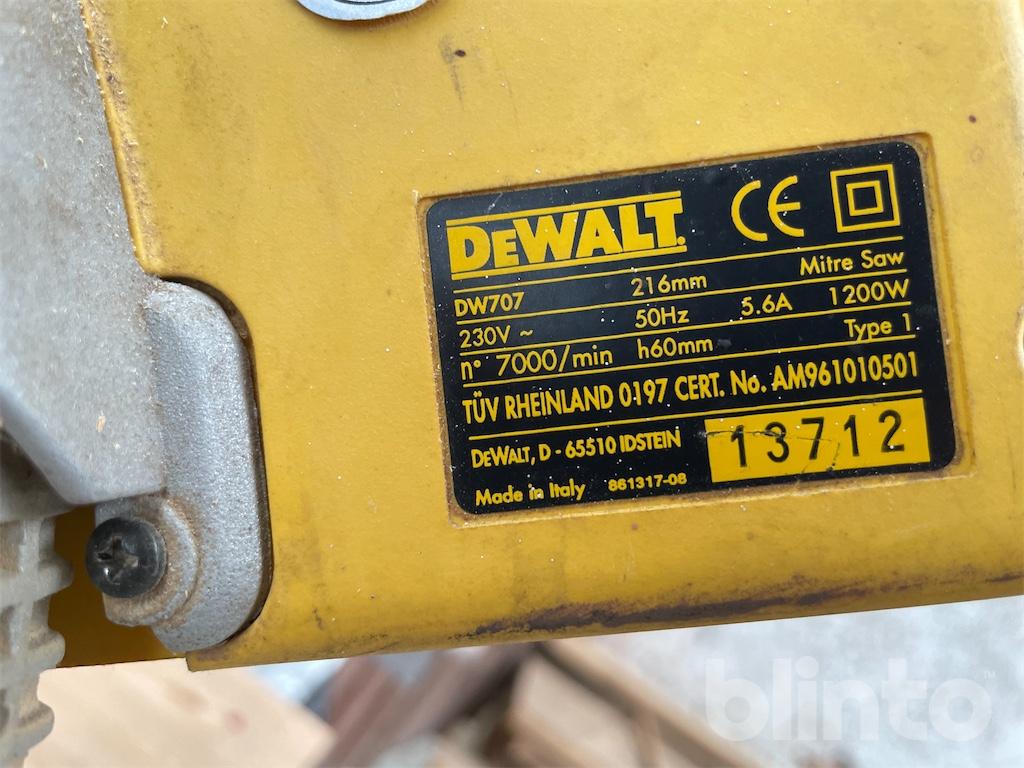 DEWALT.
CE
DW707 216mm Mitre Saw
230V ~ 50Hz 5.6A 1200W
n° 7000/min h60mm Type 1
TÜV RHEINLAND 0197 CERT. No. AM961010501
DEWALT, D - 65510 IDSTEIN
13712
Made in Italy 861317-08
blinto™